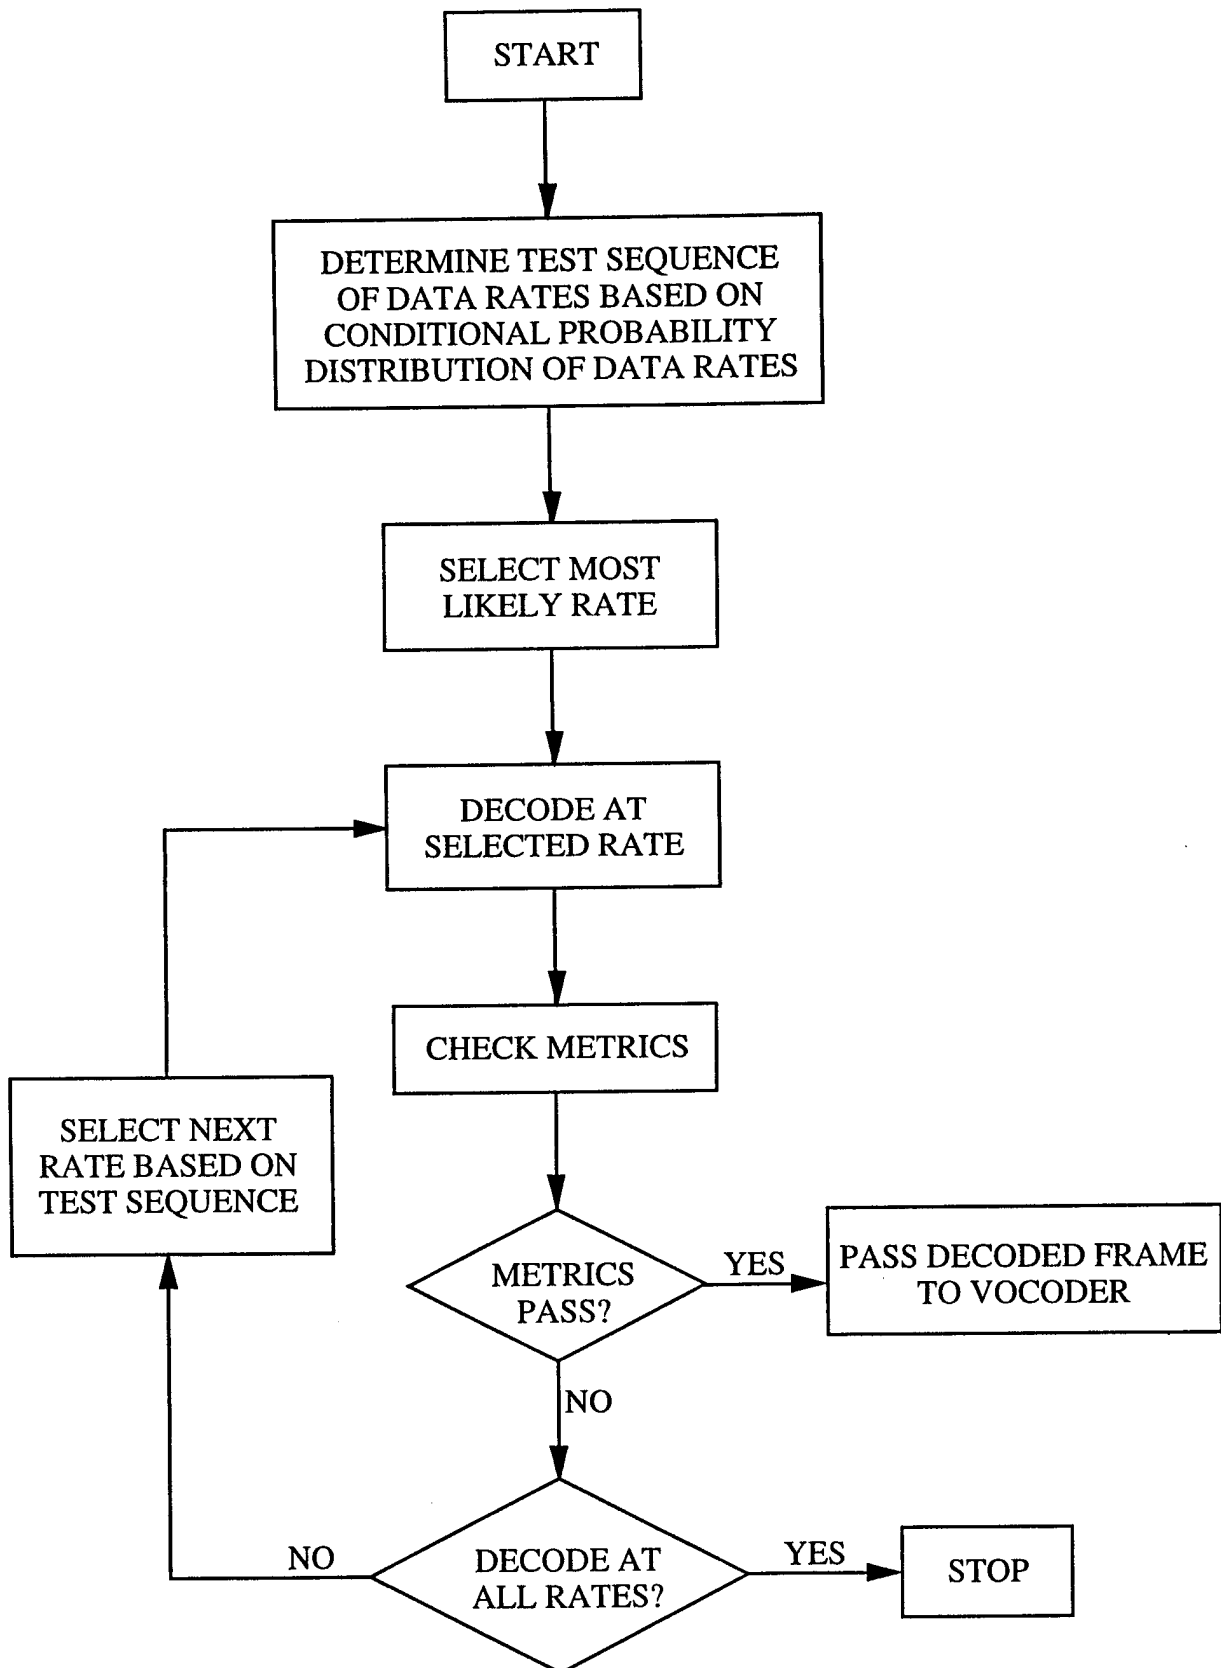 START
DETERMINE TEST SEQUENCE
OF DATA RATES BASED ON
CONDITIONAL PROBABILITY
DISTRIBUTION OF DATA RATES
SELECT MOST
LIKELY RATE
DECODE AT
SELECTED RATE
CHECK METRICS
SELECT NEXT
RATE BASED ON
TEST SEQUENCE
METRICS
PASS?
YES
PASS DECODED FRAME
TO VOCODER
NO
DECODE AT
ALL RATES?
NO
YES
STOP